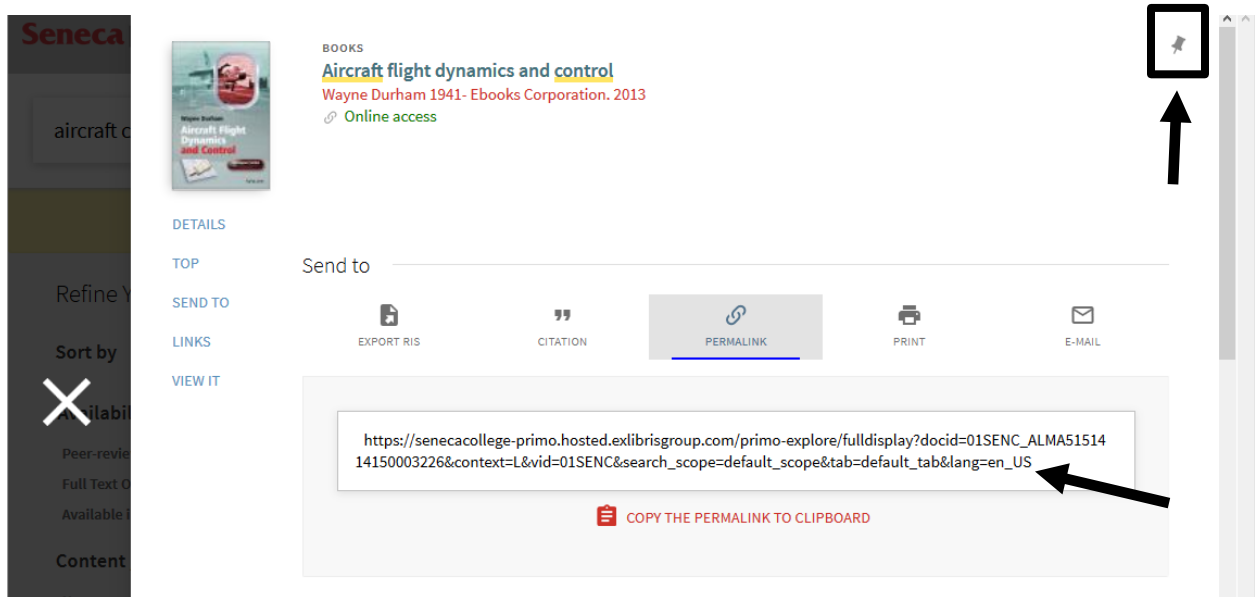 Seneca
BOOKS
Aircraft flight dynamics and control
Wayne Durham 1941- Ebooks Corporation. 2013
Online access
Wayne Durham
Aircraft Flight
Dynamics
and Control
aircraft c
DETAILS
TOP
SEND TO
LINKS
VIEW IT
Send to
EXPORT RIS
CITATION
PERMALINK
PRINT
E-MAIL
Refine Y
Sort by
Availabil
Peer-revie
Full Text O
Available i
Content
https://senecacollege-primo.hosted.exlibrisgroup.com/primo-explore/fulldisplay?docid=01SENC_ALMA51514
14150003226&context=L&vid=01SENC&search_scope=default_scope&tab=default_tab&lang=en_US
COPY THE PERMALINK TO CLIPBOARD